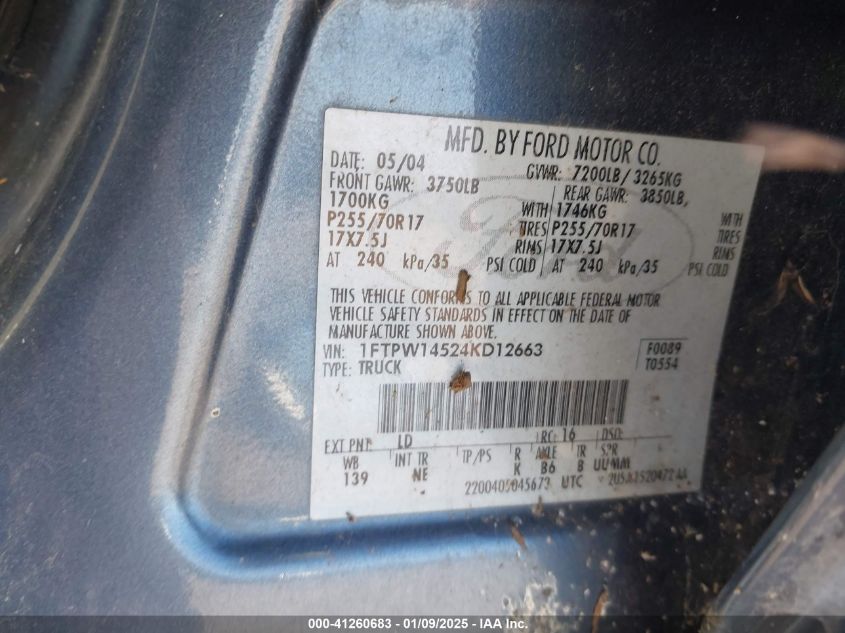 MFD. BY FORD MOTOR CO.
DATE: 05/04 GVWR: 7200LB/3265KG
FRONT GAWR: 3750LB REAR GAWR: 3850LB,
1700KG WITH 1746KG WITH
P255/70R17 TIRES P255/70R17 TIRES
17X7.5J RIMS 17X7.5J RIMS
AT 240 kPa/35 PSI COLD AT 240 kPa/35 PSI COLD
Ford
THIS VEHICLE CONFORMS TO ALL APPLICABLE FEDERAL MOTOR
VEHICLE SAFETY STANDARDS IN EFFECT ON THE DATE OF
MANUFACTURE SHOWN ABOVE.
VIN: 1FTPW14524KD12663 F0089
TYPE: TRUCK T0554
EXT PNT: LD RC: 16 DSO:
WB INT TR TP/PS R AXLE TR SPR
139 NE K B6 B UUMM
2200405045673 UTC
000-41260683 - 01/09/2025 - IAA Inc.